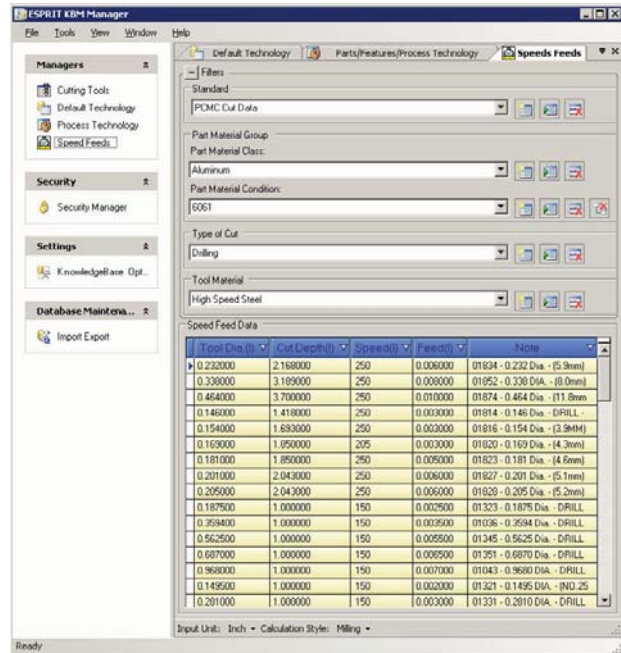 ESPRIT KBM Manager
File Tools View Window Help
Managers
Cutting Tools
Default Technology
Process Technology
Speed Feeds
Security
Security Manager
Settings
KnowledgeBase Opt...
Database Maintena...
Import Export
Default Technology Parts/Features/Process Technology Speeds Feeds
Filters
Standard
PCMC Cut Data
Part Material Group
Part Material Class:
Aluminum
Part Material Condition:
6061
Type of Cut
Drilling
Tool Material
High Speed Steel
Speed Feed Data
Tool Dia.(I) Cut Depth(I) Speed(I) Feed(I) Note
0.232000 2.168000 250 0.006000 01834 - 0.232 Dia. - (5.9mm)
0.338000 3.189000 250 0.008000 01852 - 0.338 DIA. - (8.0mm)
0.464000 3.700000 250 0.010000 01874 - 0.464 Dia. - (11.8mm
0.146000 1.418000 250 0.003000 01814 - 0.146 Dia. - DRILL -
0.154000 1.693000 250 0.003000 01816 - 0.154 Dia. - (3.9MM)
0.169000 1.850000 205 0.003000 01820 - 0.169 Dia. - (4.3mm)
0.181000 1.850000 250 0.005000 01823 - 0.181 Dia. - (4.6mm)
0.201000 2.043000 250 0.006000 01827 - 0.201 Dia. - (5.1mm)
0.205000 2.043000 250 0.006000 01828 - 0.205 Dia. - (5.2mm)
0.187500 1.000000 150 0.002500 01323 - 0.1875 Dia. - DRILL
0.359400 1.000000 150 0.003500 01036 - 0.3594 Dia. - DRILL
0.562500 1.000000 150 0.005500 01345 - 0.5625 Dia. - DRILL
0.687000 1.000000 150 0.006500 01351 - 0.6870 Dia. - DRILL
0.968000 1.000000 150 0.007000 01043 - 0.9680 DIA. - DRILL
0.149500 1.000000 150 0.002000 01321 - 0.1495 DIA. - (NO.25
0.281000 1.000000 150 0.003000 01331 - 0.2810 DIA. - DRILL
Input Unit: Inch Calculation Style: Milling
Ready